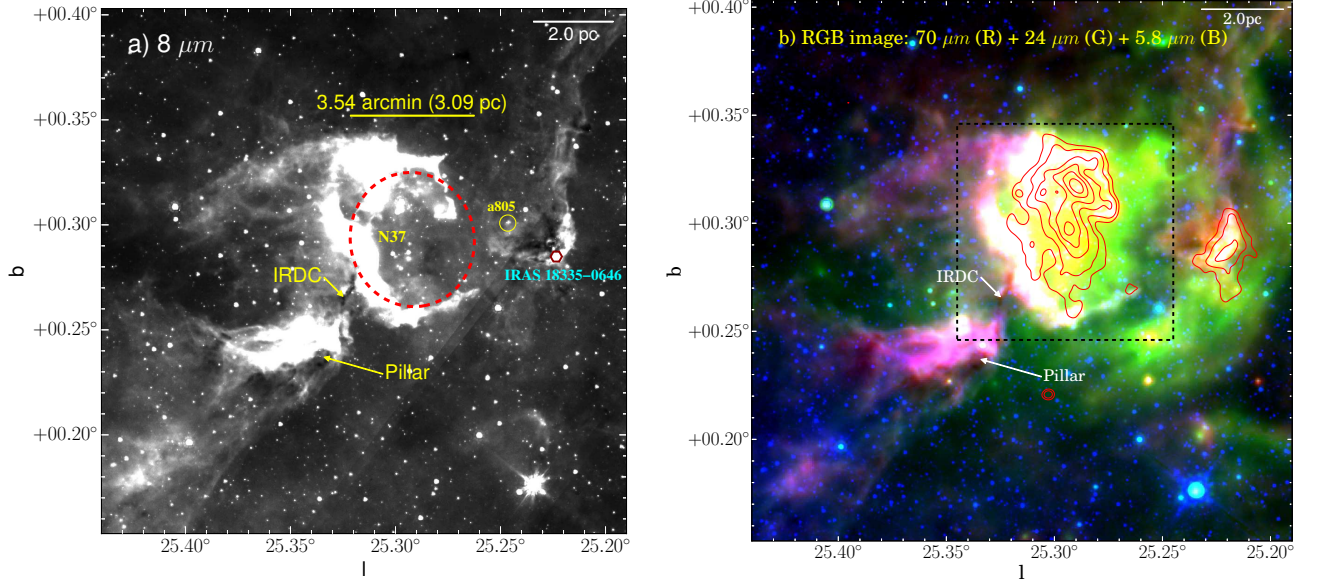 a) 8 μm
2.0 pc
3.54 arcmin (3.09 pc)
a805
N37
IRAS 18335−0646
IRDC
Pillar
+00.40°
+00.35°
+00.30°
+00.25°
+00.20°
b
25.40°
25.35°
25.30°
25.25°
25.20°
l
b) RGB image: 70 μm (R) + 24 μm (G) + 5.8 μm (B)
2.0pc
IRDC
Pillar
+00.40°
+00.35°
+00.30°
+00.25°
+00.20°
b
25.40°
25.35°
25.30°
25.25°
25.20°
l